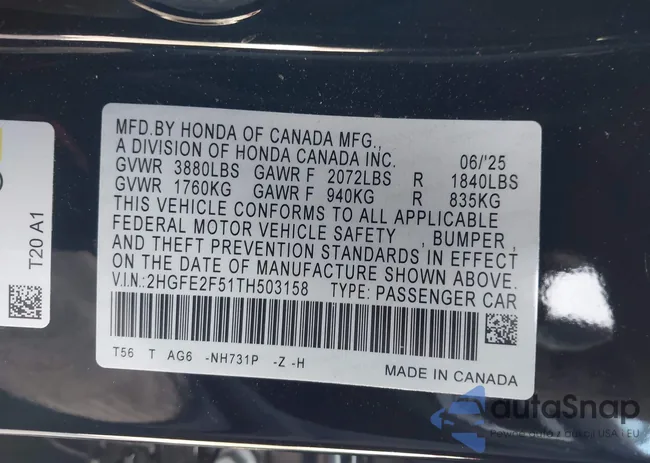 MFD.BY HONDA OF CANADA MFG.,
A DIVISION OF HONDA CANADA INC. 06/'25
GVWR 3880LBS GAWR F 2072LBS R 1840LBS
GVWR 1760KG GAWR F 940KG R 835KG
THIS VEHICLE CONFORMS TO ALL APPLICABLE
FEDERAL MOTOR VEHICLE SAFETY , BUMPER ,
AND THEFT PREVENTION STANDARDS IN EFFECT
ON THE DATE OF MANUFACTURE SHOWN ABOVE.
V.I.N.:2HGFE2F51TH503158 TYPE: PASSENGER CAR
T56 T AG6 -NH731P -Z -H
MADE IN CANADA
T20 A1
autoSnap